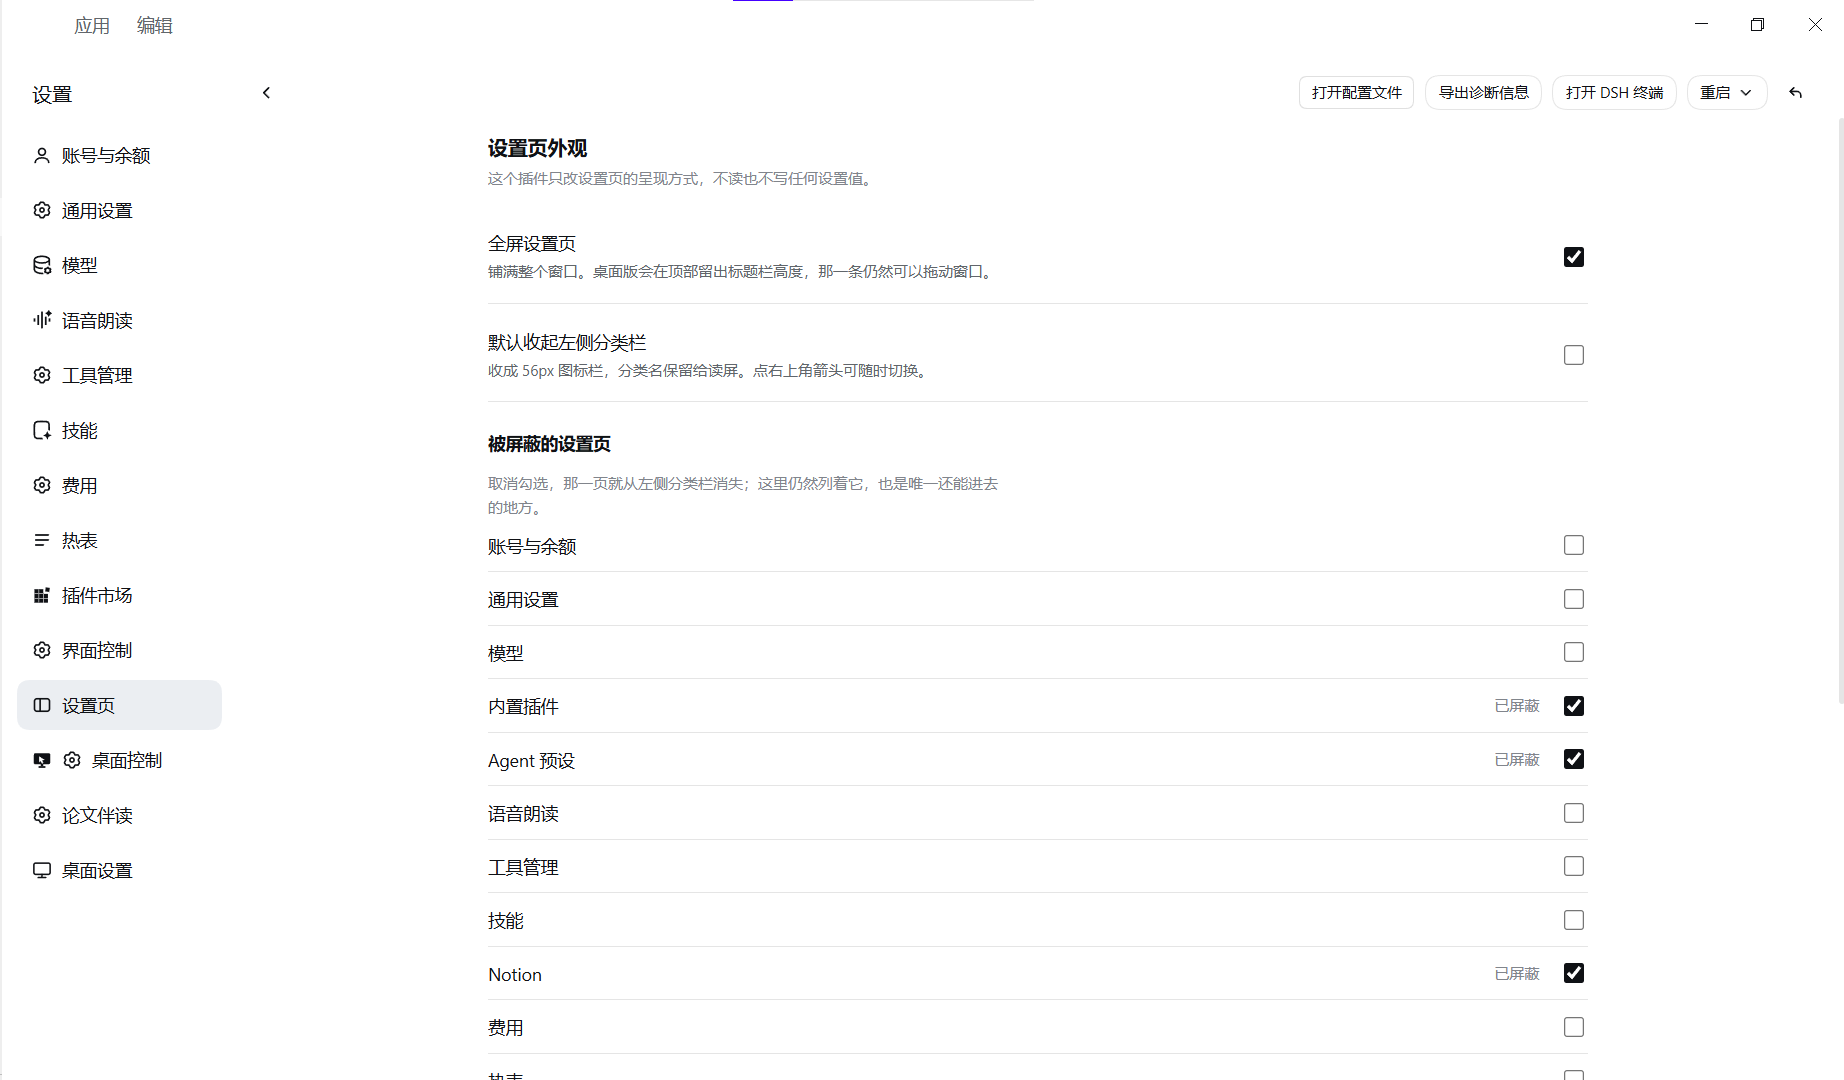 应用 编辑
设置
打开配置文件 导出诊断信息 打开 DSH 终端 重启
账号与余额
通用设置
模型
语音朗读
工具管理
技能
费用
热表
插件市场
界面控制
设置页
桌面控制
论文伴读
桌面设置
设置页外观
这个插件只改设置页的呈现方式，不读也不写任何设置值。
全屏设置页
铺满整个窗口。桌面版会在顶部留出标题栏高度，那一条仍然可以拖动窗口。
默认收起左侧分类栏
收成 56px 图标栏，分类名保留给读屏。点右上角箭头可随时切换。
被屏蔽的设置页
取消勾选，那一页就从左侧分类栏消失；这里仍然列着它，也是唯一还能进去
的地方。
账号与余额
通用设置
模型
内置插件 已屏蔽
Agent 预设 已屏蔽
语音朗读
工具管理
技能
Notion 已屏蔽
费用
热表